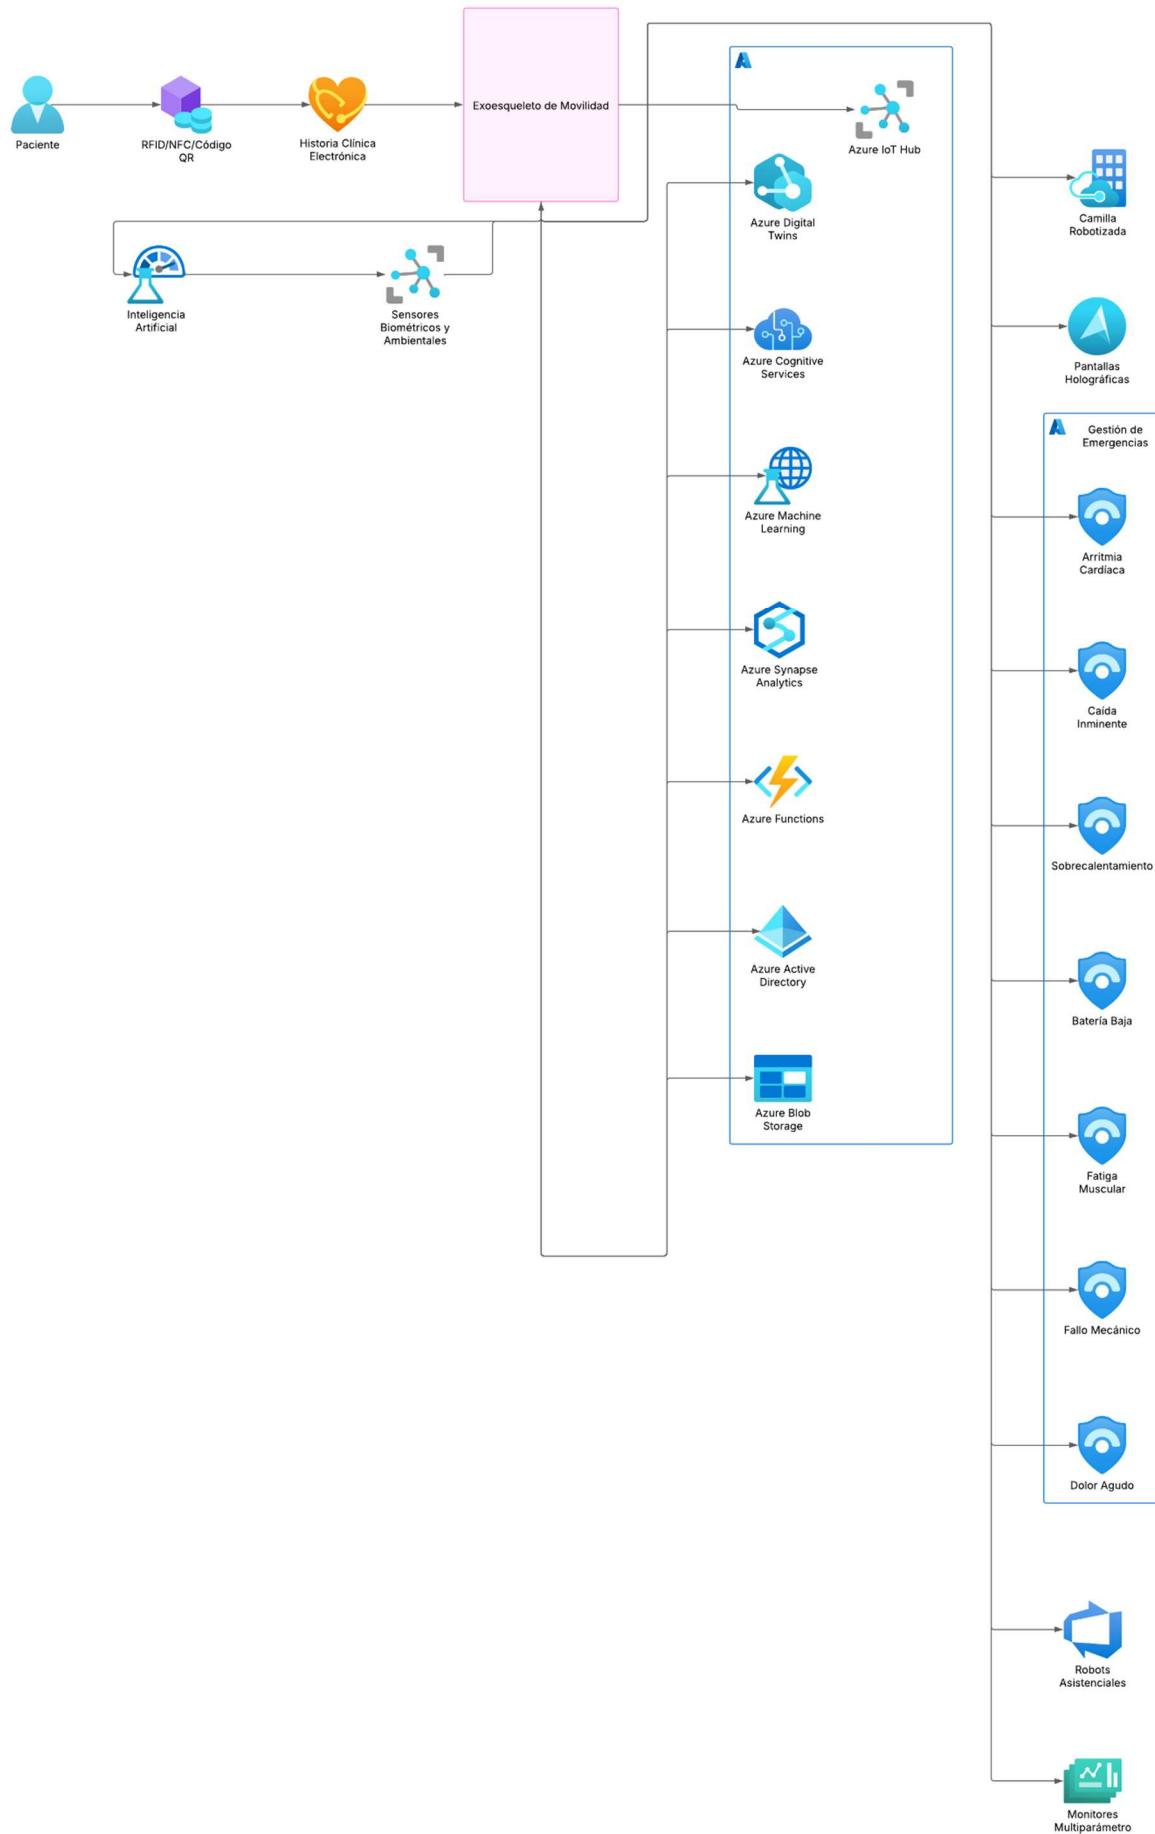 Paciente
RFID/NFC/Código
QR
Historia Clínica
Electrónica
Exoesqueleto de Movilidad
Azure IoT Hub
Inteligencia
Artificial
Sensores
Biométricos y
Ambientales
Azure Digital
Twins
Azure Cognitive
Services
Azure Machine
Learning
Azure Synapse
Analytics
Azure Functions
Azure Active
Directory
Azure Blob
Storage
Camilla
Robotizada
Pantallas
Holográficas
Gestión de
Emergencias
Arritmia
Cardíaca
Caída
Inminente
Sobrecalentamiento
Batería Baja
Fatiga
Muscular
Fallo Mecánico
Dolor Agudo
Robots
Asistenciales
Monitores
Multiparámetro